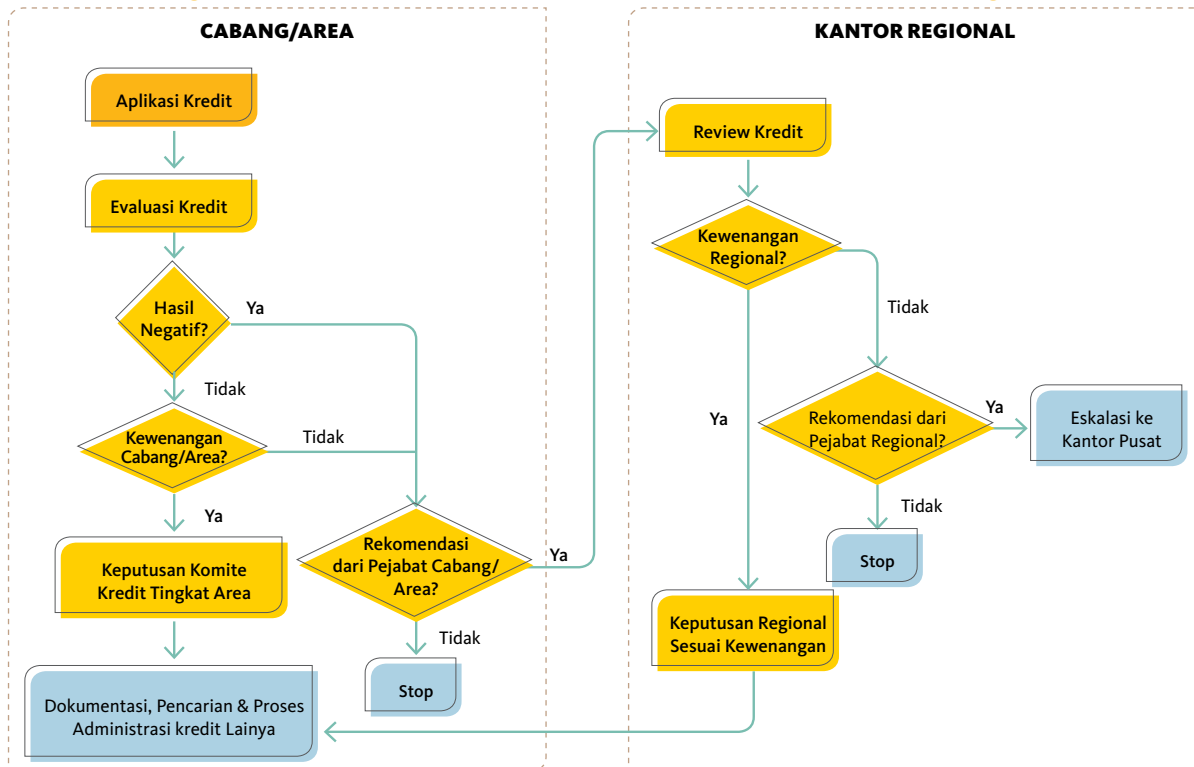 CABANG/AREA
Aplikasi Kredit
Evaluasi Kredit
Hasil
Negatif?
Ya
Tidak
Kewenangan
Cabang/Area?
Tidak
Ya
Keputusan Komite
Kredit Tingkat Area
Rekomendasi
dari Pejabat Cabang/
Area?
Ya
Tidak
Stop
Dokumentasi, Pencarian & Proses
Administrasi kredit Lainya
KANTOR REGIONAL
Review Kredit
Kewenangan
Regional?
Tidak
Ya
Rekomendasi dari
Pejabat Regional?
Ya
Eskalasi ke
Kantor Pusat
Tidak
Stop
Keputusan Regional
Sesuai Kewenangan